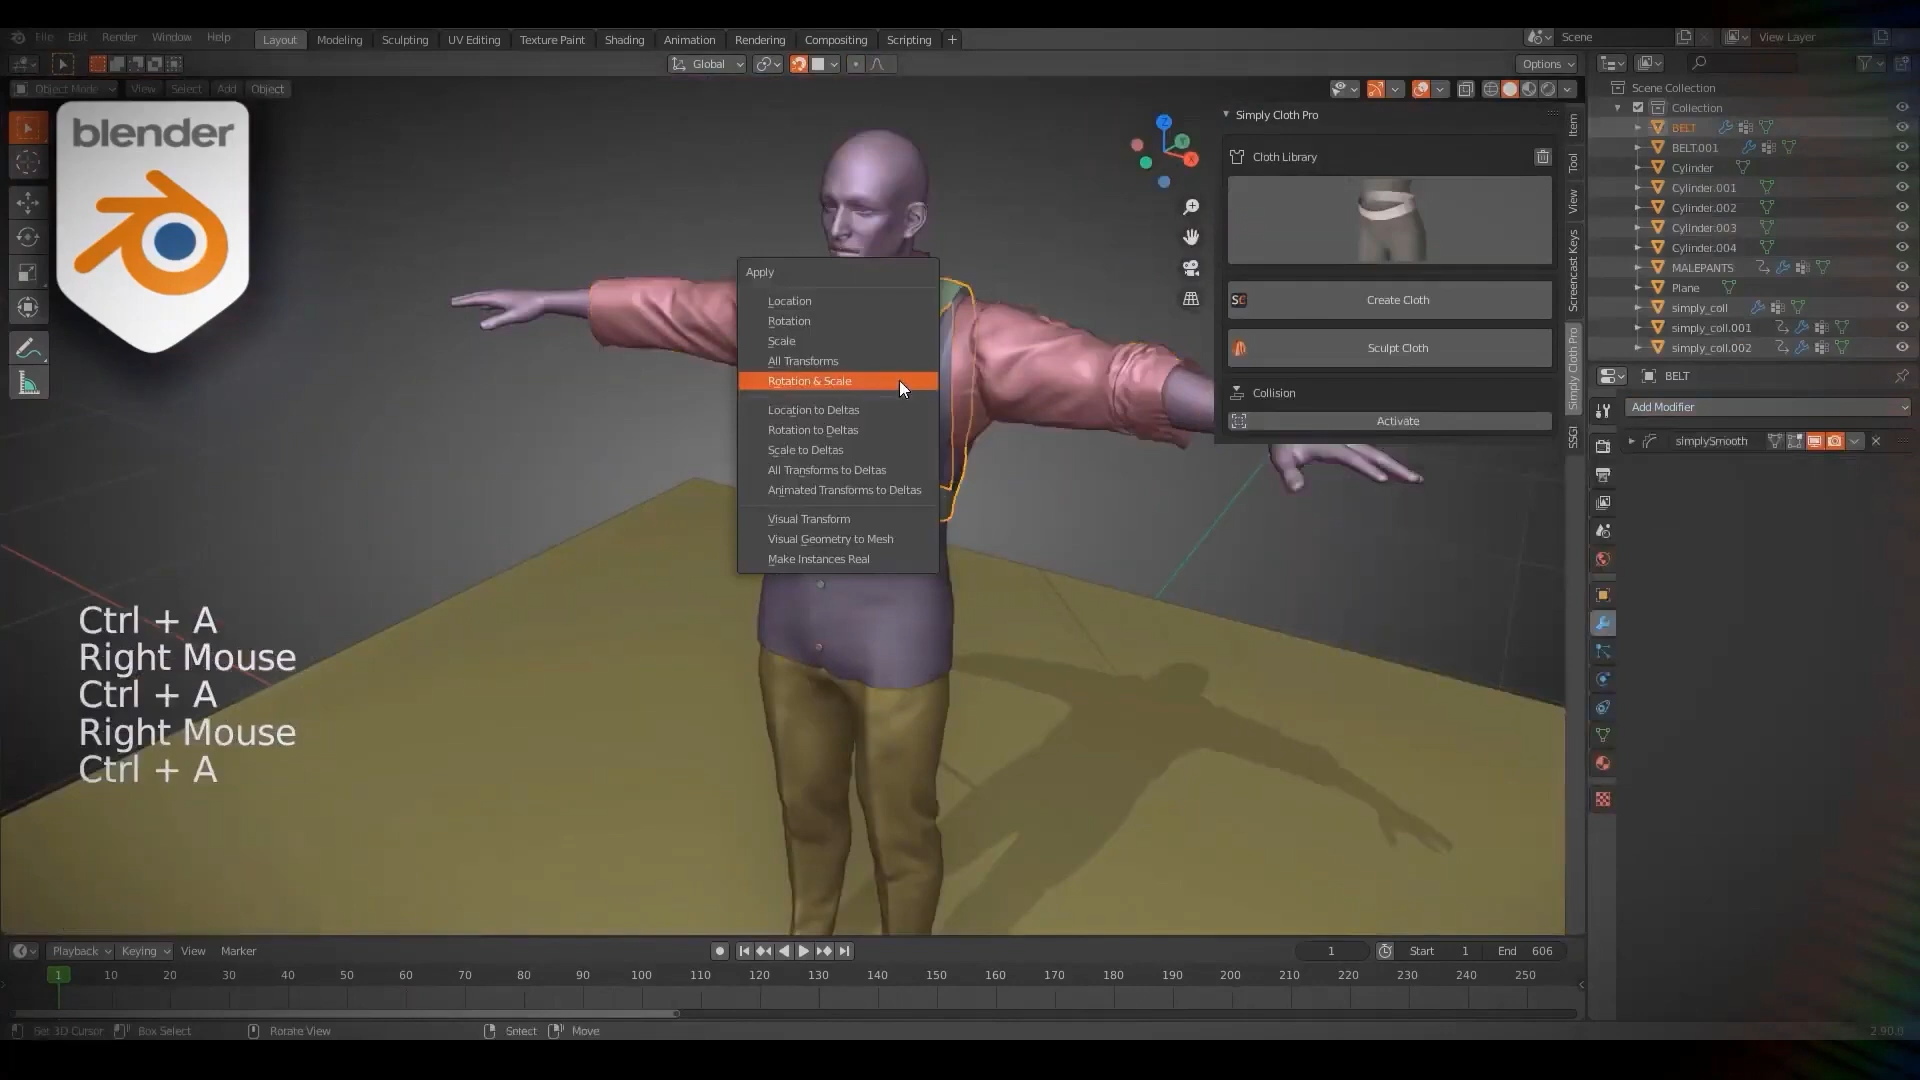 File Edit Render Window Help Layout Modeling Sculpting UV Editing Texture Paint Shading Animation Rendering Compositing Scripting + Scene View Layer
Global Options
Object Mode View Select Add Object
blender
Z
Y
X
Simply Cloth Pro
Cloth Library
SC Create Cloth
Sculpt Cloth
Collision
Activate
Item
Tool
View
Screencast Keys
Simply Cloth Pro
SSGI
Scene Collection
Collection
BELT
BELT.001
Cylinder
Cylinder.001
Cylinder.002
Cylinder.003
Cylinder.004
MALEPANTS
Plane
simply_coll
simply_coll.001
simply_coll.002
BELT
Add Modifier
simplySmooth
Apply
Location
Rotation
Scale
All Transforms
Rotation & Scale
Location to Deltas
Rotation to Deltas
Scale to Deltas
All Transforms to Deltas
Animated Transforms to Deltas
Visual Transform
Visual Geometry to Mesh
Make Instances Real
Ctrl + A
Right Mouse
Ctrl + A
Right Mouse
Ctrl + A
Playback Keying View Marker 1 Start 1 End 606
1 10 20 30 40 50 60 70 80 90 100 110 120 130 140 150 160 170 180 190 200 210 220 230 240 250
Set 3D Cursor Box Select Rotate View Select Move 2.90.0